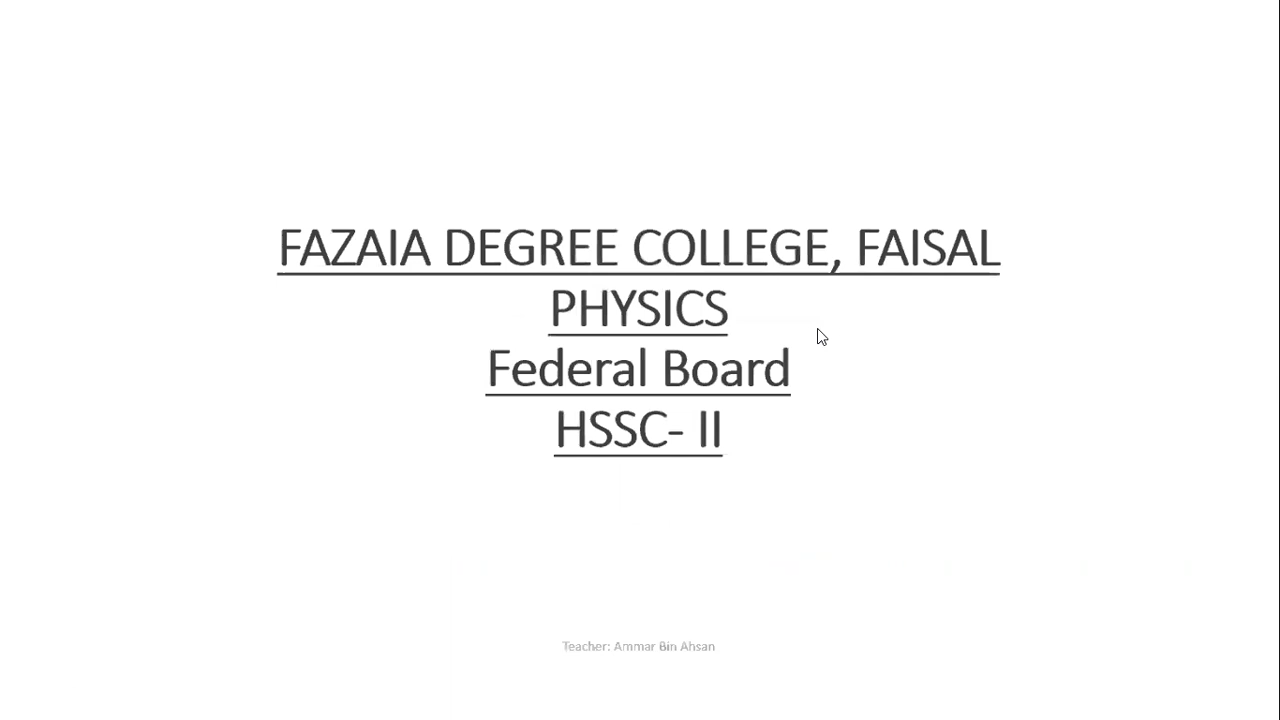 FAZAIA DEGREE COLLEGE, FAISAL
PHYSICS
Federal Board
HSSC- II
Teacher: Ammar Bin Ahsan